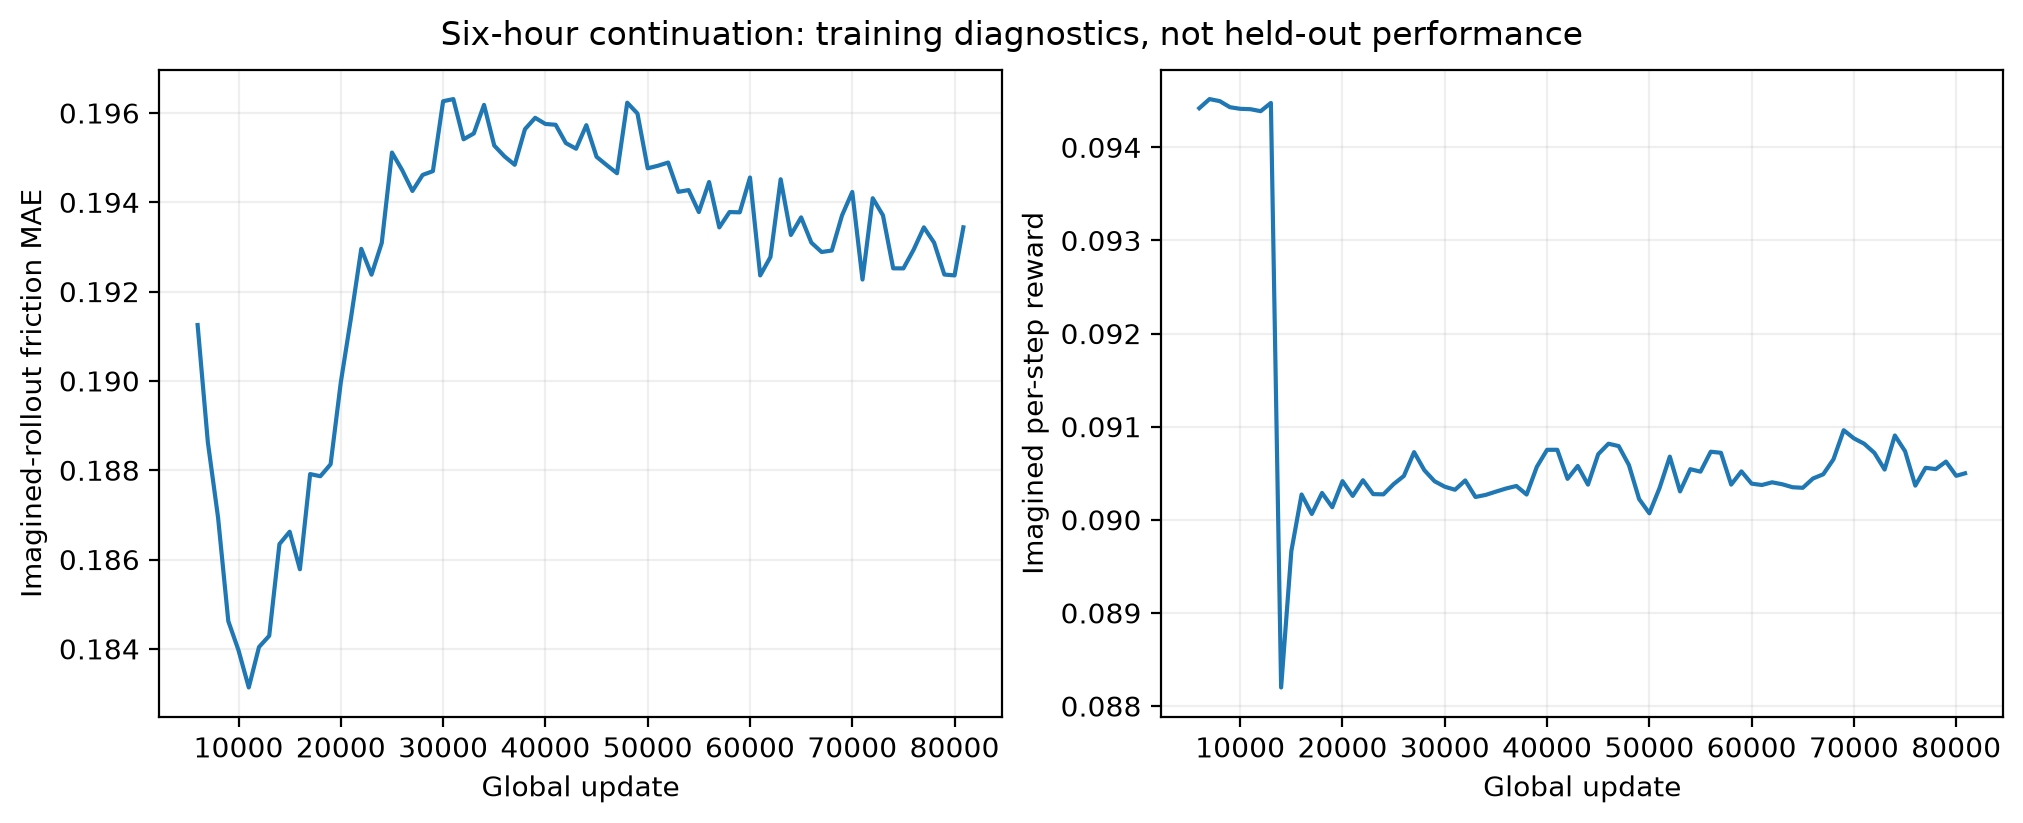 Six-hour continuation: training diagnostics, not held-out performance
Imagined-rollout friction MAE
0.196
0.194
0.192
0.190
0.188
0.186
0.184
10000 20000 30000 40000 50000 60000 70000 80000
Global update
Imagined per-step reward
0.094
0.093
0.092
0.091
0.090
0.089
0.088
10000 20000 30000 40000 50000 60000 70000 80000
Global update